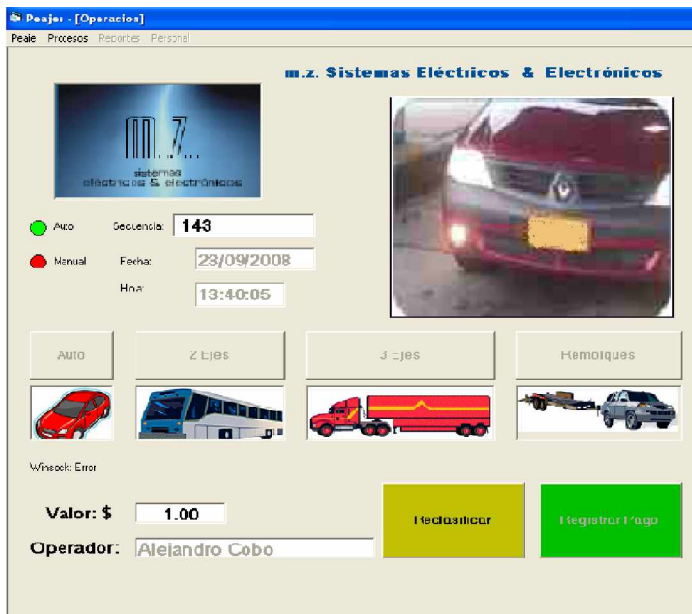 Peajes - [Operacion]
Peaje Procesos Reportes Personal
m.z. Sistemas Eléctricos & Electrónicos
m.z.
sistemas
eléctricos & electrónicos
Auto Secuencia: 143
Manual Fecha: 23/09/2008
Hora: 13:40:05
Auto 2 Ejes 3 Ejes Remolques
Winsock: Error
Valor: $ 1.00
Reclasificar Registrar Pago
Operador: Alejandro Cobo